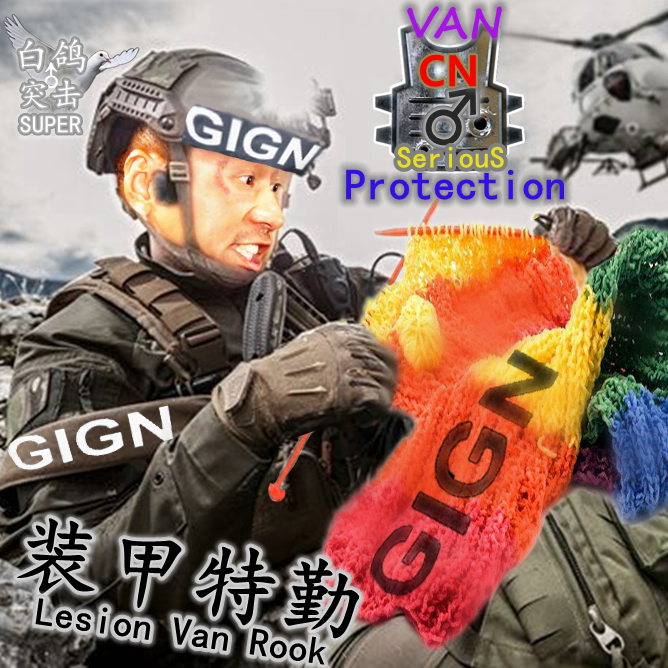 白鸽
突击
SUPER
VAN
CN
SeriouS
Protection
GIGN
GIGN
GIGN
装甲特勤
Lesion Van Rook